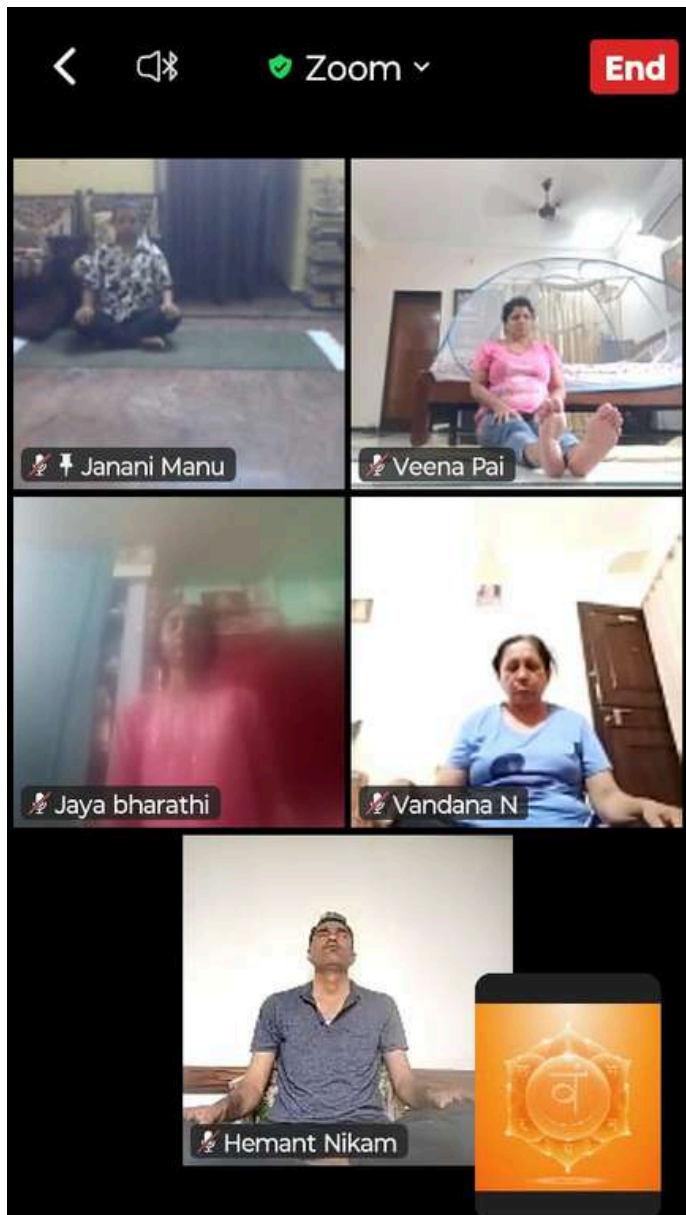 Zoom
End
Janani Manu
Veena Pai
Jaya bharathi
Vandana N
Hemant Nikam
वं